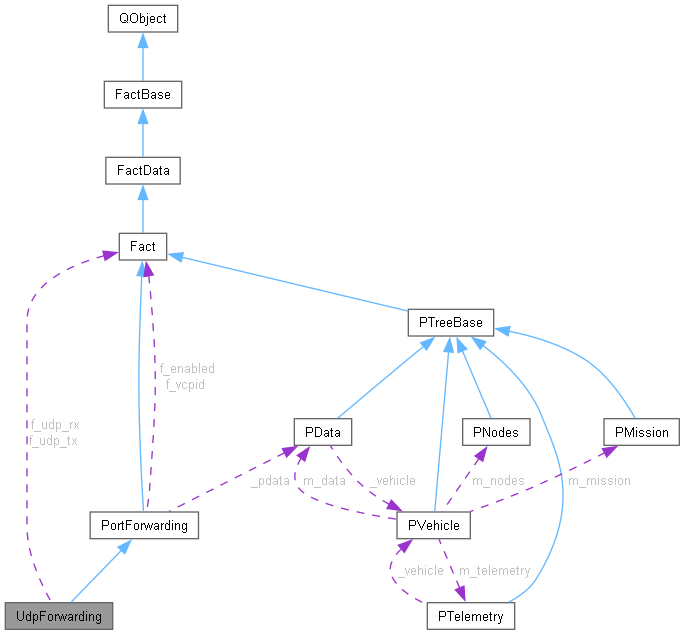 QObject
FactBase
FactData
Fact
PTreeBase
f_enabled
f_vcpid
f_udp_rx
f_udp_tx
PData
PNodes
PMission
_pdata
m_data
_vehicle
m_nodes
m_mission
PortForwarding
PVehicle
_vehicle
m_telemetry
UdpForwarding
PTelemetry